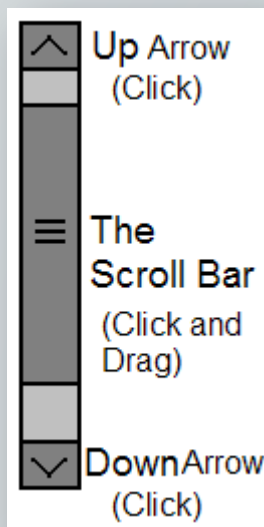 Up Arrow
(Click)
The
Scroll Bar
(Click and
Drag)
Down Arrow
(Click)